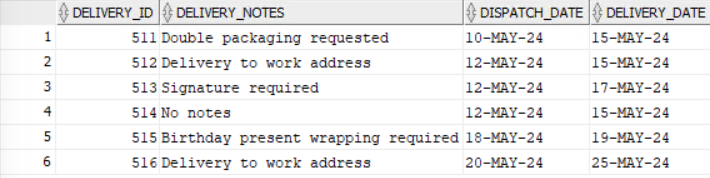 DELIVERY_ID DELIVERY_NOTES DISPATCH_DATE DELIVERY_DATE
1 511 Double packaging requested 10-MAY-24 15-MAY-24
2 512 Delivery to work address 12-MAY-24 15-MAY-24
3 513 Signature required 12-MAY-24 17-MAY-24
4 514 No notes 12-MAY-24 15-MAY-24
5 515 Birthday present wrapping required 18-MAY-24 19-MAY-24
6 516 Delivery to work address 20-MAY-24 25-MAY-24